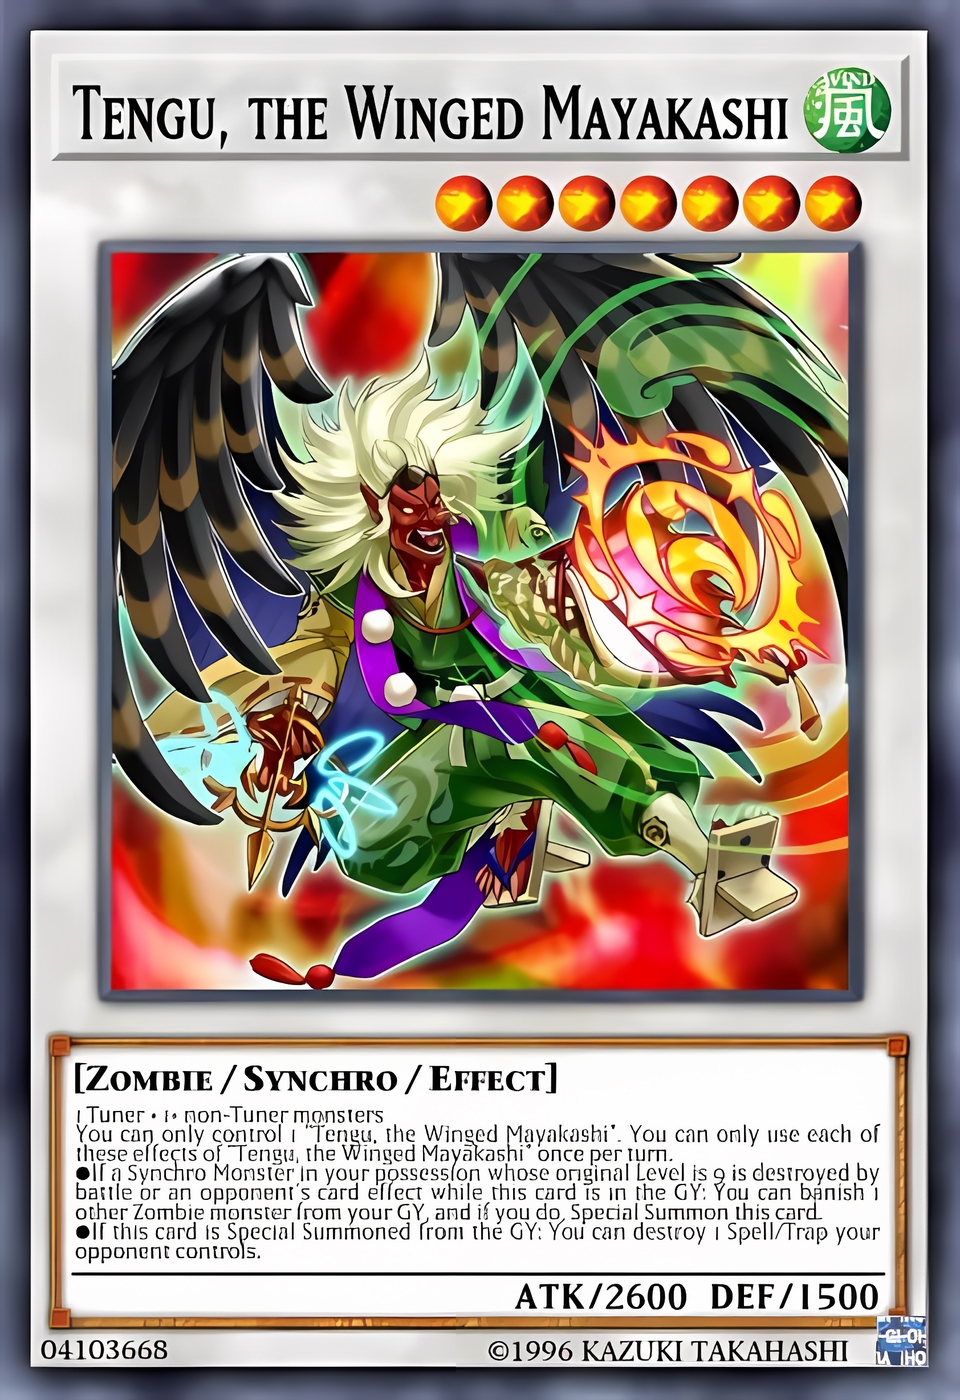 TENGU, THE WINGED MAYAKASHI
WIND
風
[ZOMBIE / SYNCHRO / EFFECT]
1 Tuner + 1+ non-Tuner monsters
You can only control 1 "Tengu, the Winged Mayakashi". You can only use each of
these effects of "Tengu, the Winged Mayakashi" once per turn.
●If a Synchro Monster in your possession whose original Level is 9 is destroyed by
battle or an opponent's card effect while this card is in the GY: You can banish 1
other Zombie monster from your GY, and if you do, Special Summon this card.
●If this card is Special Summoned from the GY: You can destroy 1 Spell/Trap your
opponent controls.
ATK/2600 DEF/1500
04103668
©1996 KAZUKI TAKAHASHI